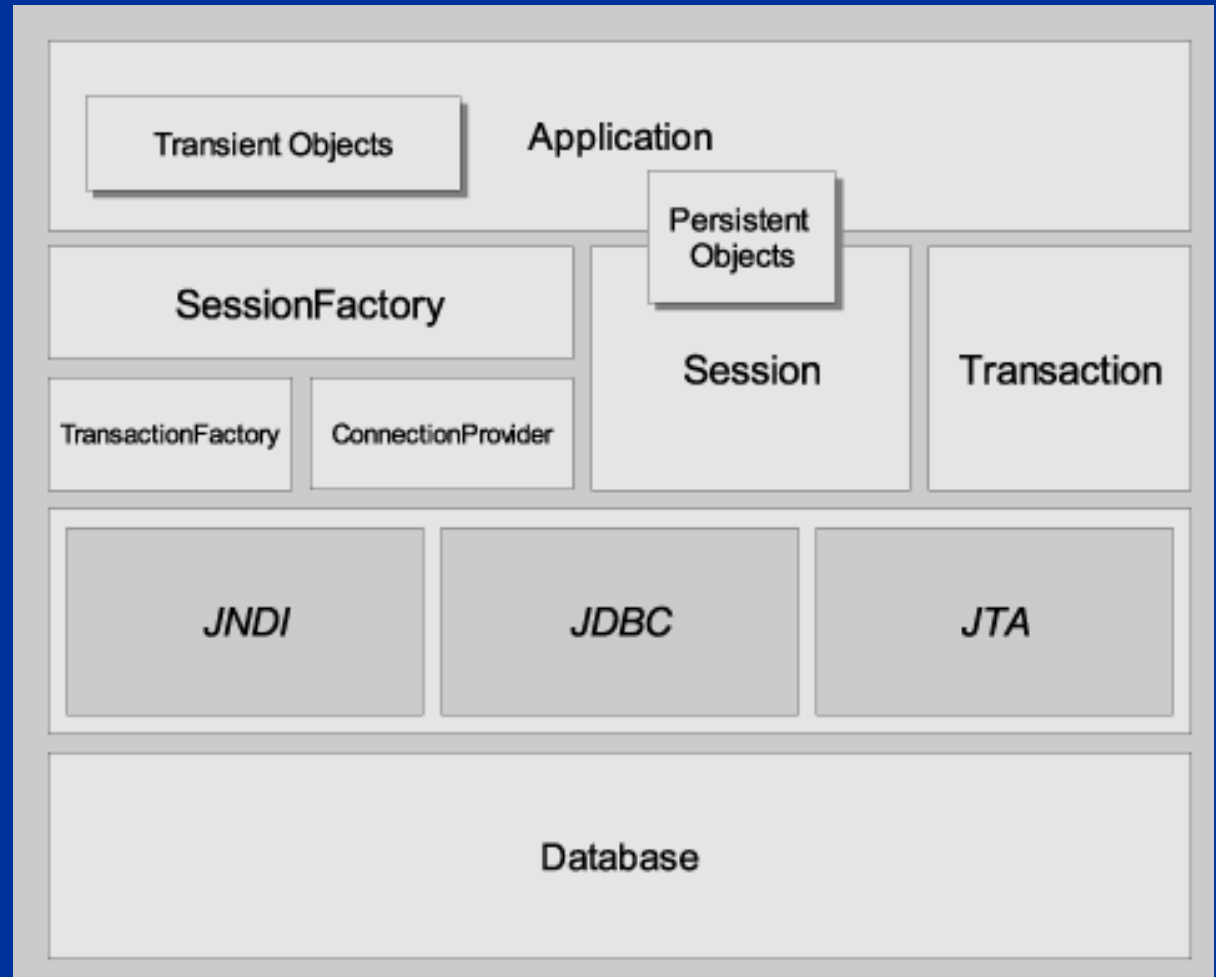 Transient Objects
Application
Persistent
Objects
SessionFactory
Session
Transaction
TransactionFactory
ConnectionProvider
JNDI
JDBC
JTA
Database